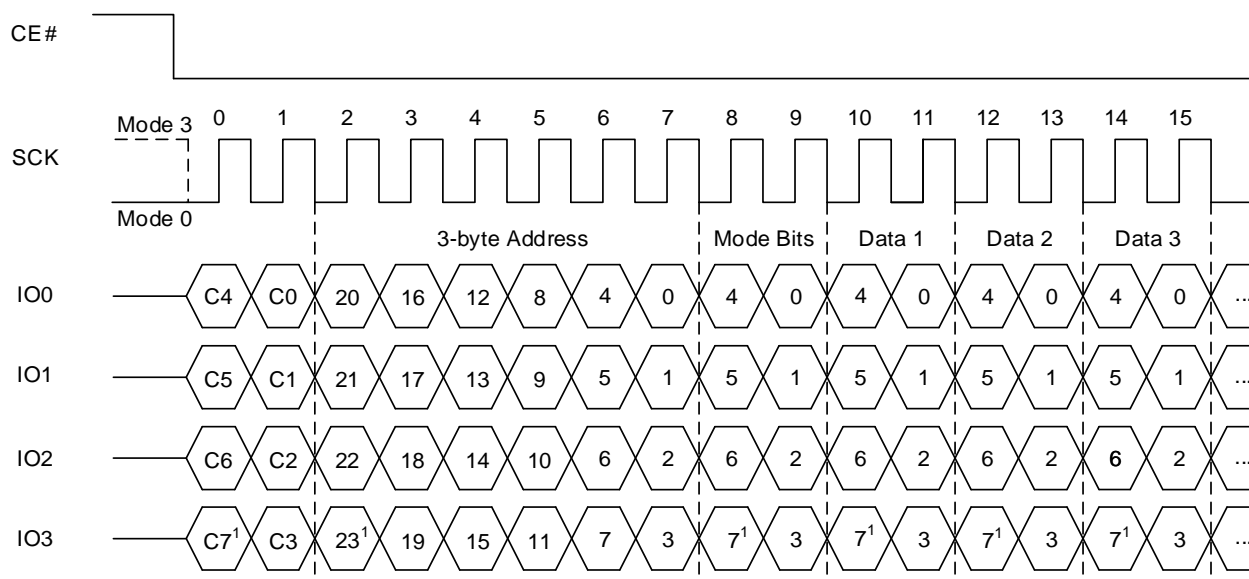 CE#
Mode 3 0 1 2 3 4 5 6 7 8 9 10 11 12 13 14 15
SCK
Mode 0
3-byte Address Mode Bits Data 1 Data 2 Data 3
IO0 C4 C0 20 16 12 8 4 0 4 0 4 0 4 0 4 0 ...
IO1 C5 C1 21 17 13 9 5 1 5 1 5 1 5 1 5 1 ...
IO2 C6 C2 22 18 14 10 6 2 6 2 6 2 6 2 6 2 ...
IO3 C7¹ C3 23¹ 19 15 11 7 3 7¹ 3 7¹ 3 7¹ 3 7¹ 3 ...